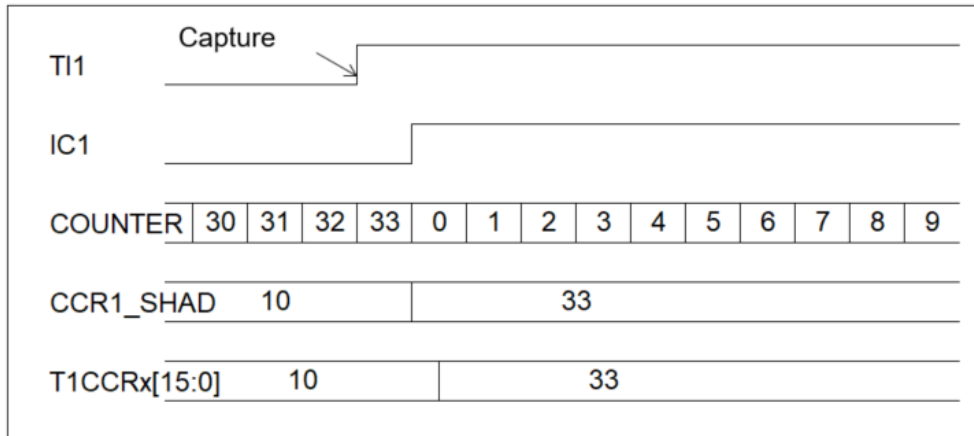 Capture
TI1
IC1
COUNTER 30 31 32 33 0 1 2 3 4 5 6 7 8 9
CCR1_SHAD 10 33
T1CCRx[15:0] 10 33